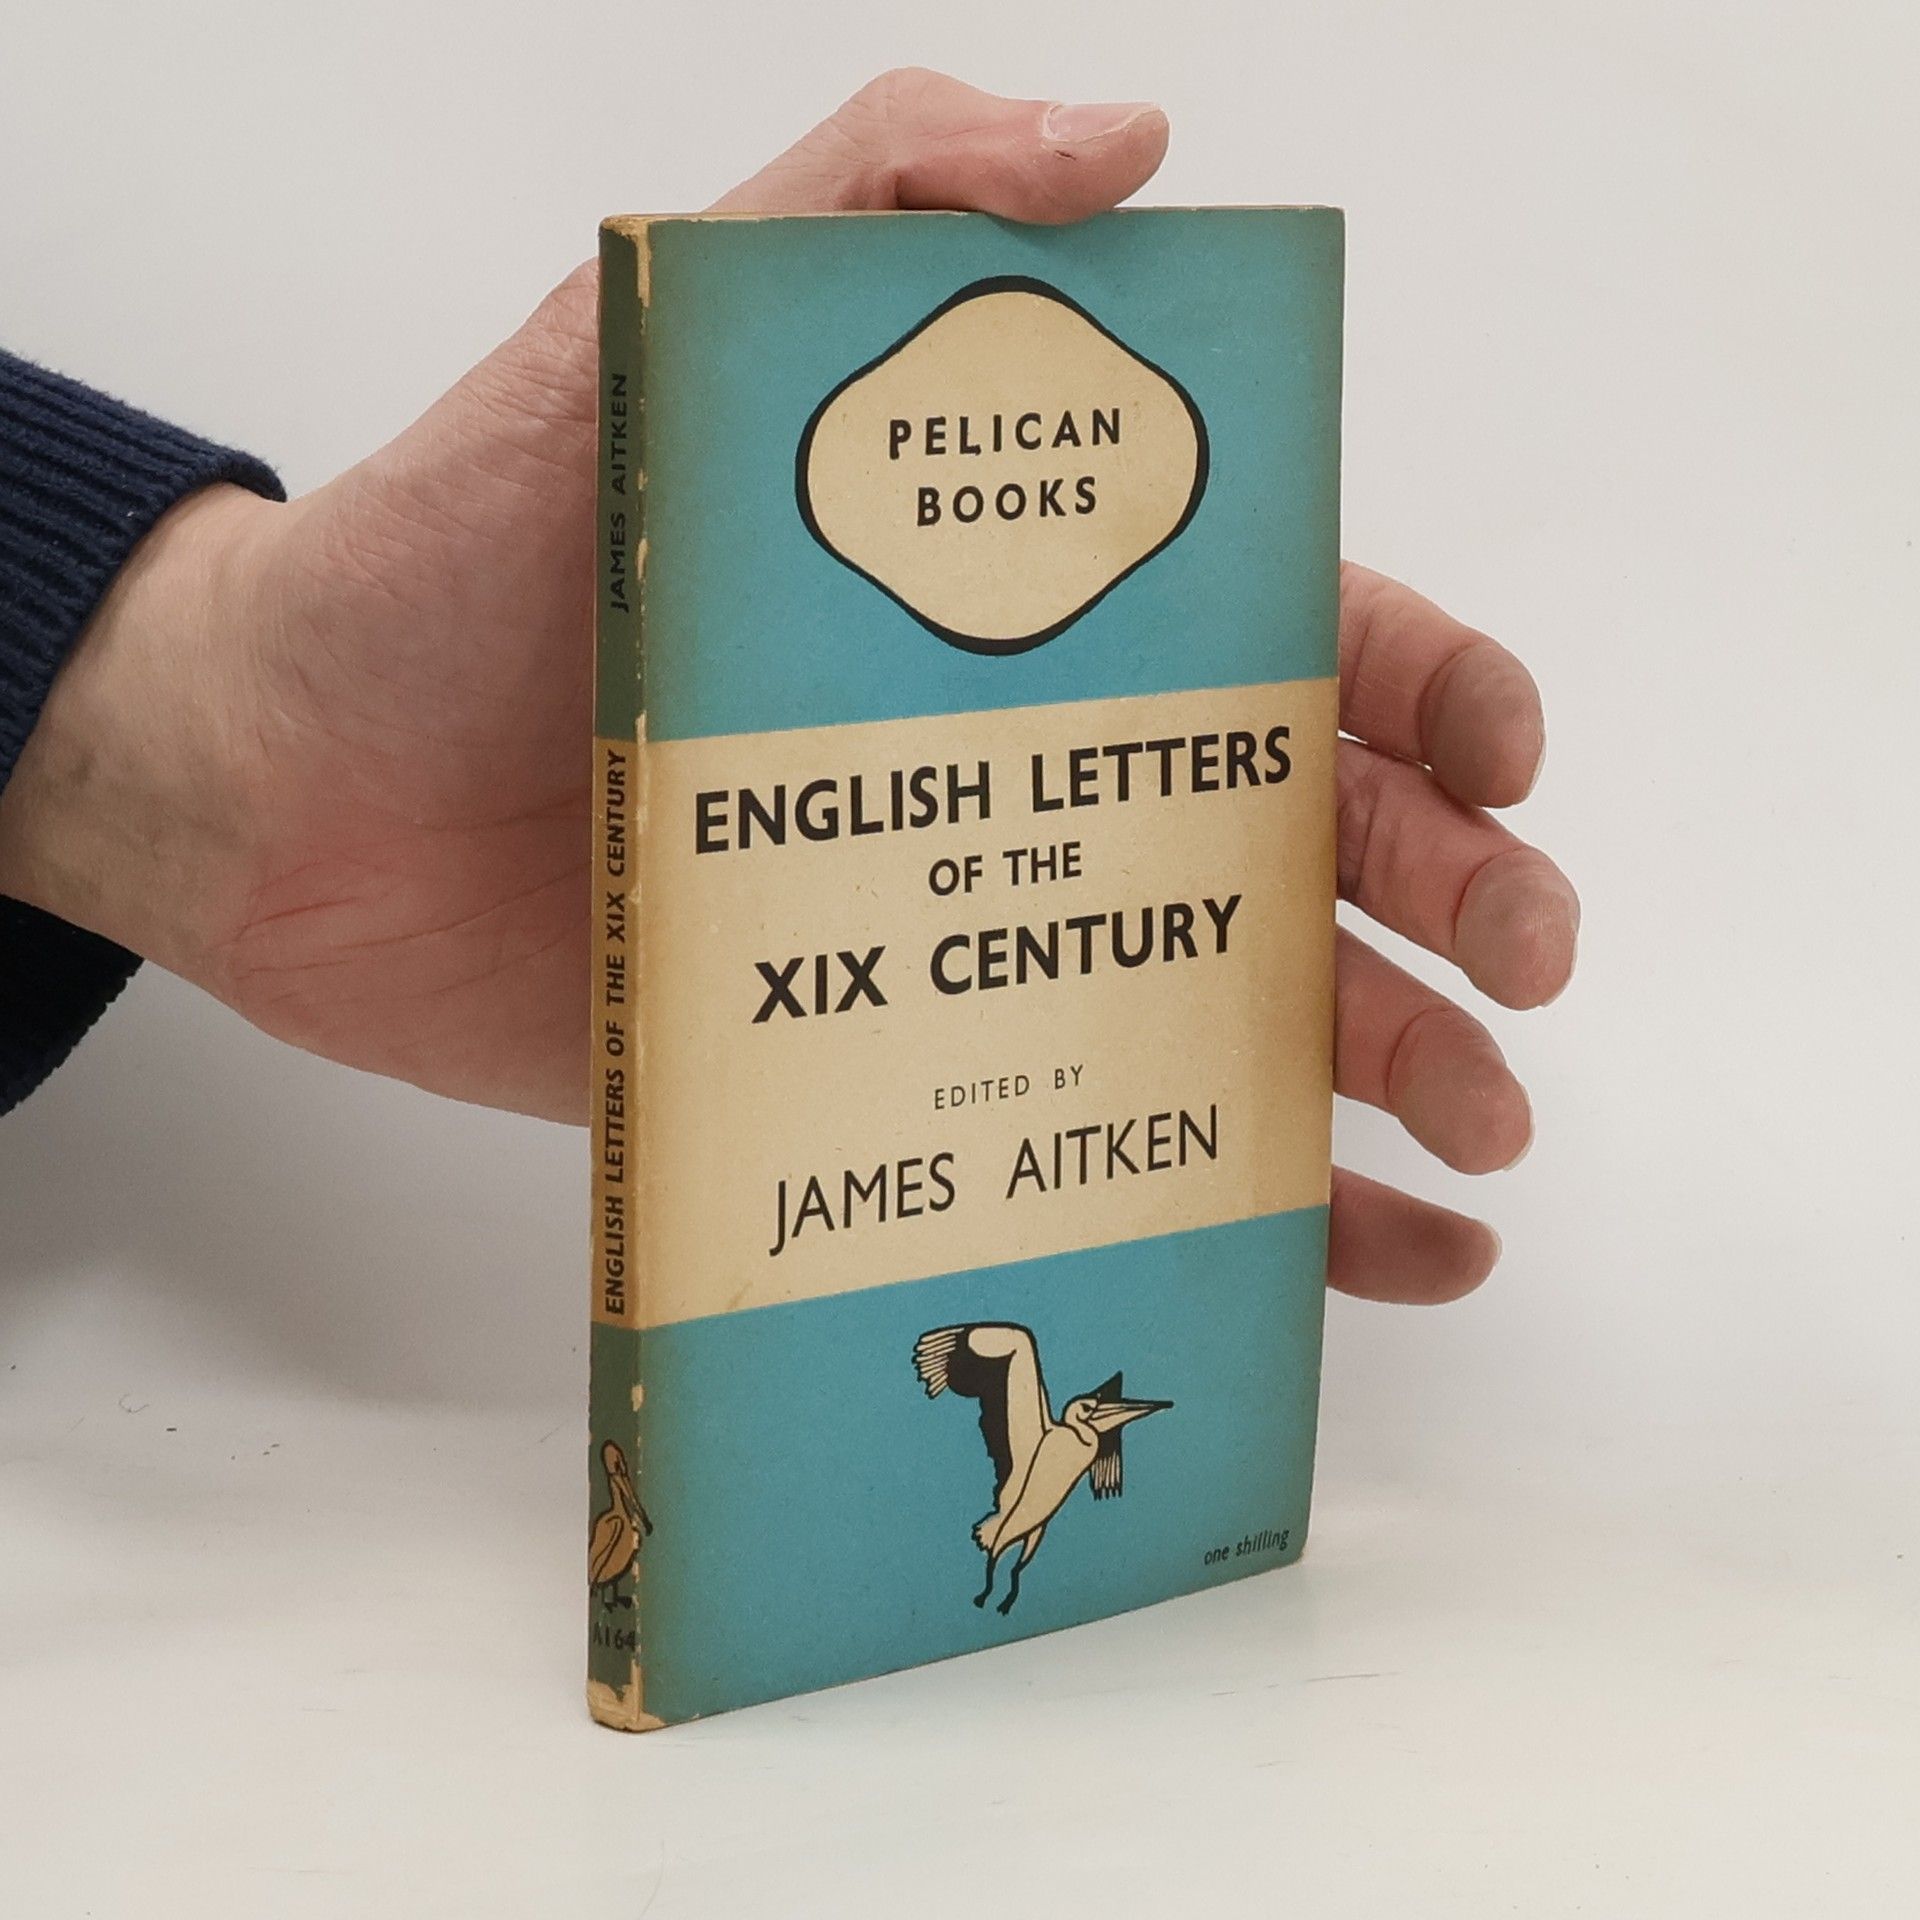 PELICAN
BOOKS
ENGLISH LETTERS
OF THE
XIX CENTURY
EDITED BY
JAMES AITKEN
one shilling
JAMES AITKEN
ENGLISH LETTERS OF THE XIX CENTURY
A164